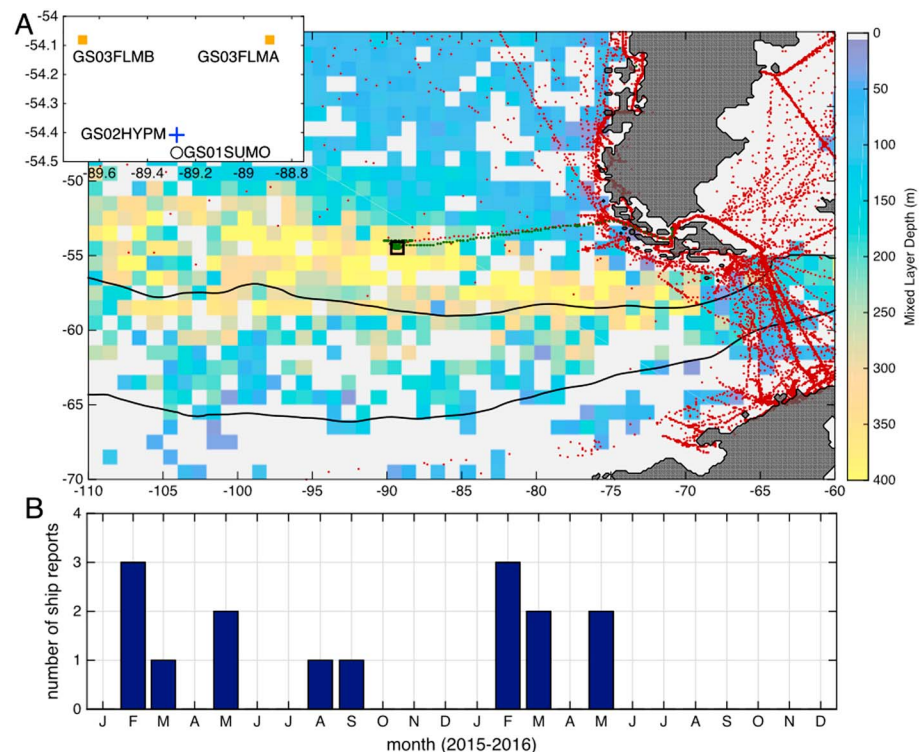 A
-54
-54.1
-54.2
-54.3
-54.4
-54.5
GS03FLMB
GS03FLMA
GS02HYPM
GS01SUMO
-89.6 -89.4 -89.2 -89 -88.8
-50
-55
-60
-65
-70
-110 -105 -100 -95 -90 -85 -80 -75 -70 -65 -60
0
50
100
150
200
250
300
350
400
Mixed Layer Depth (m)
B
4
3
2
1
0
number of ship reports
J F M A M J J A S O N D J F M A M J J A S O N D
month (2015-2016)